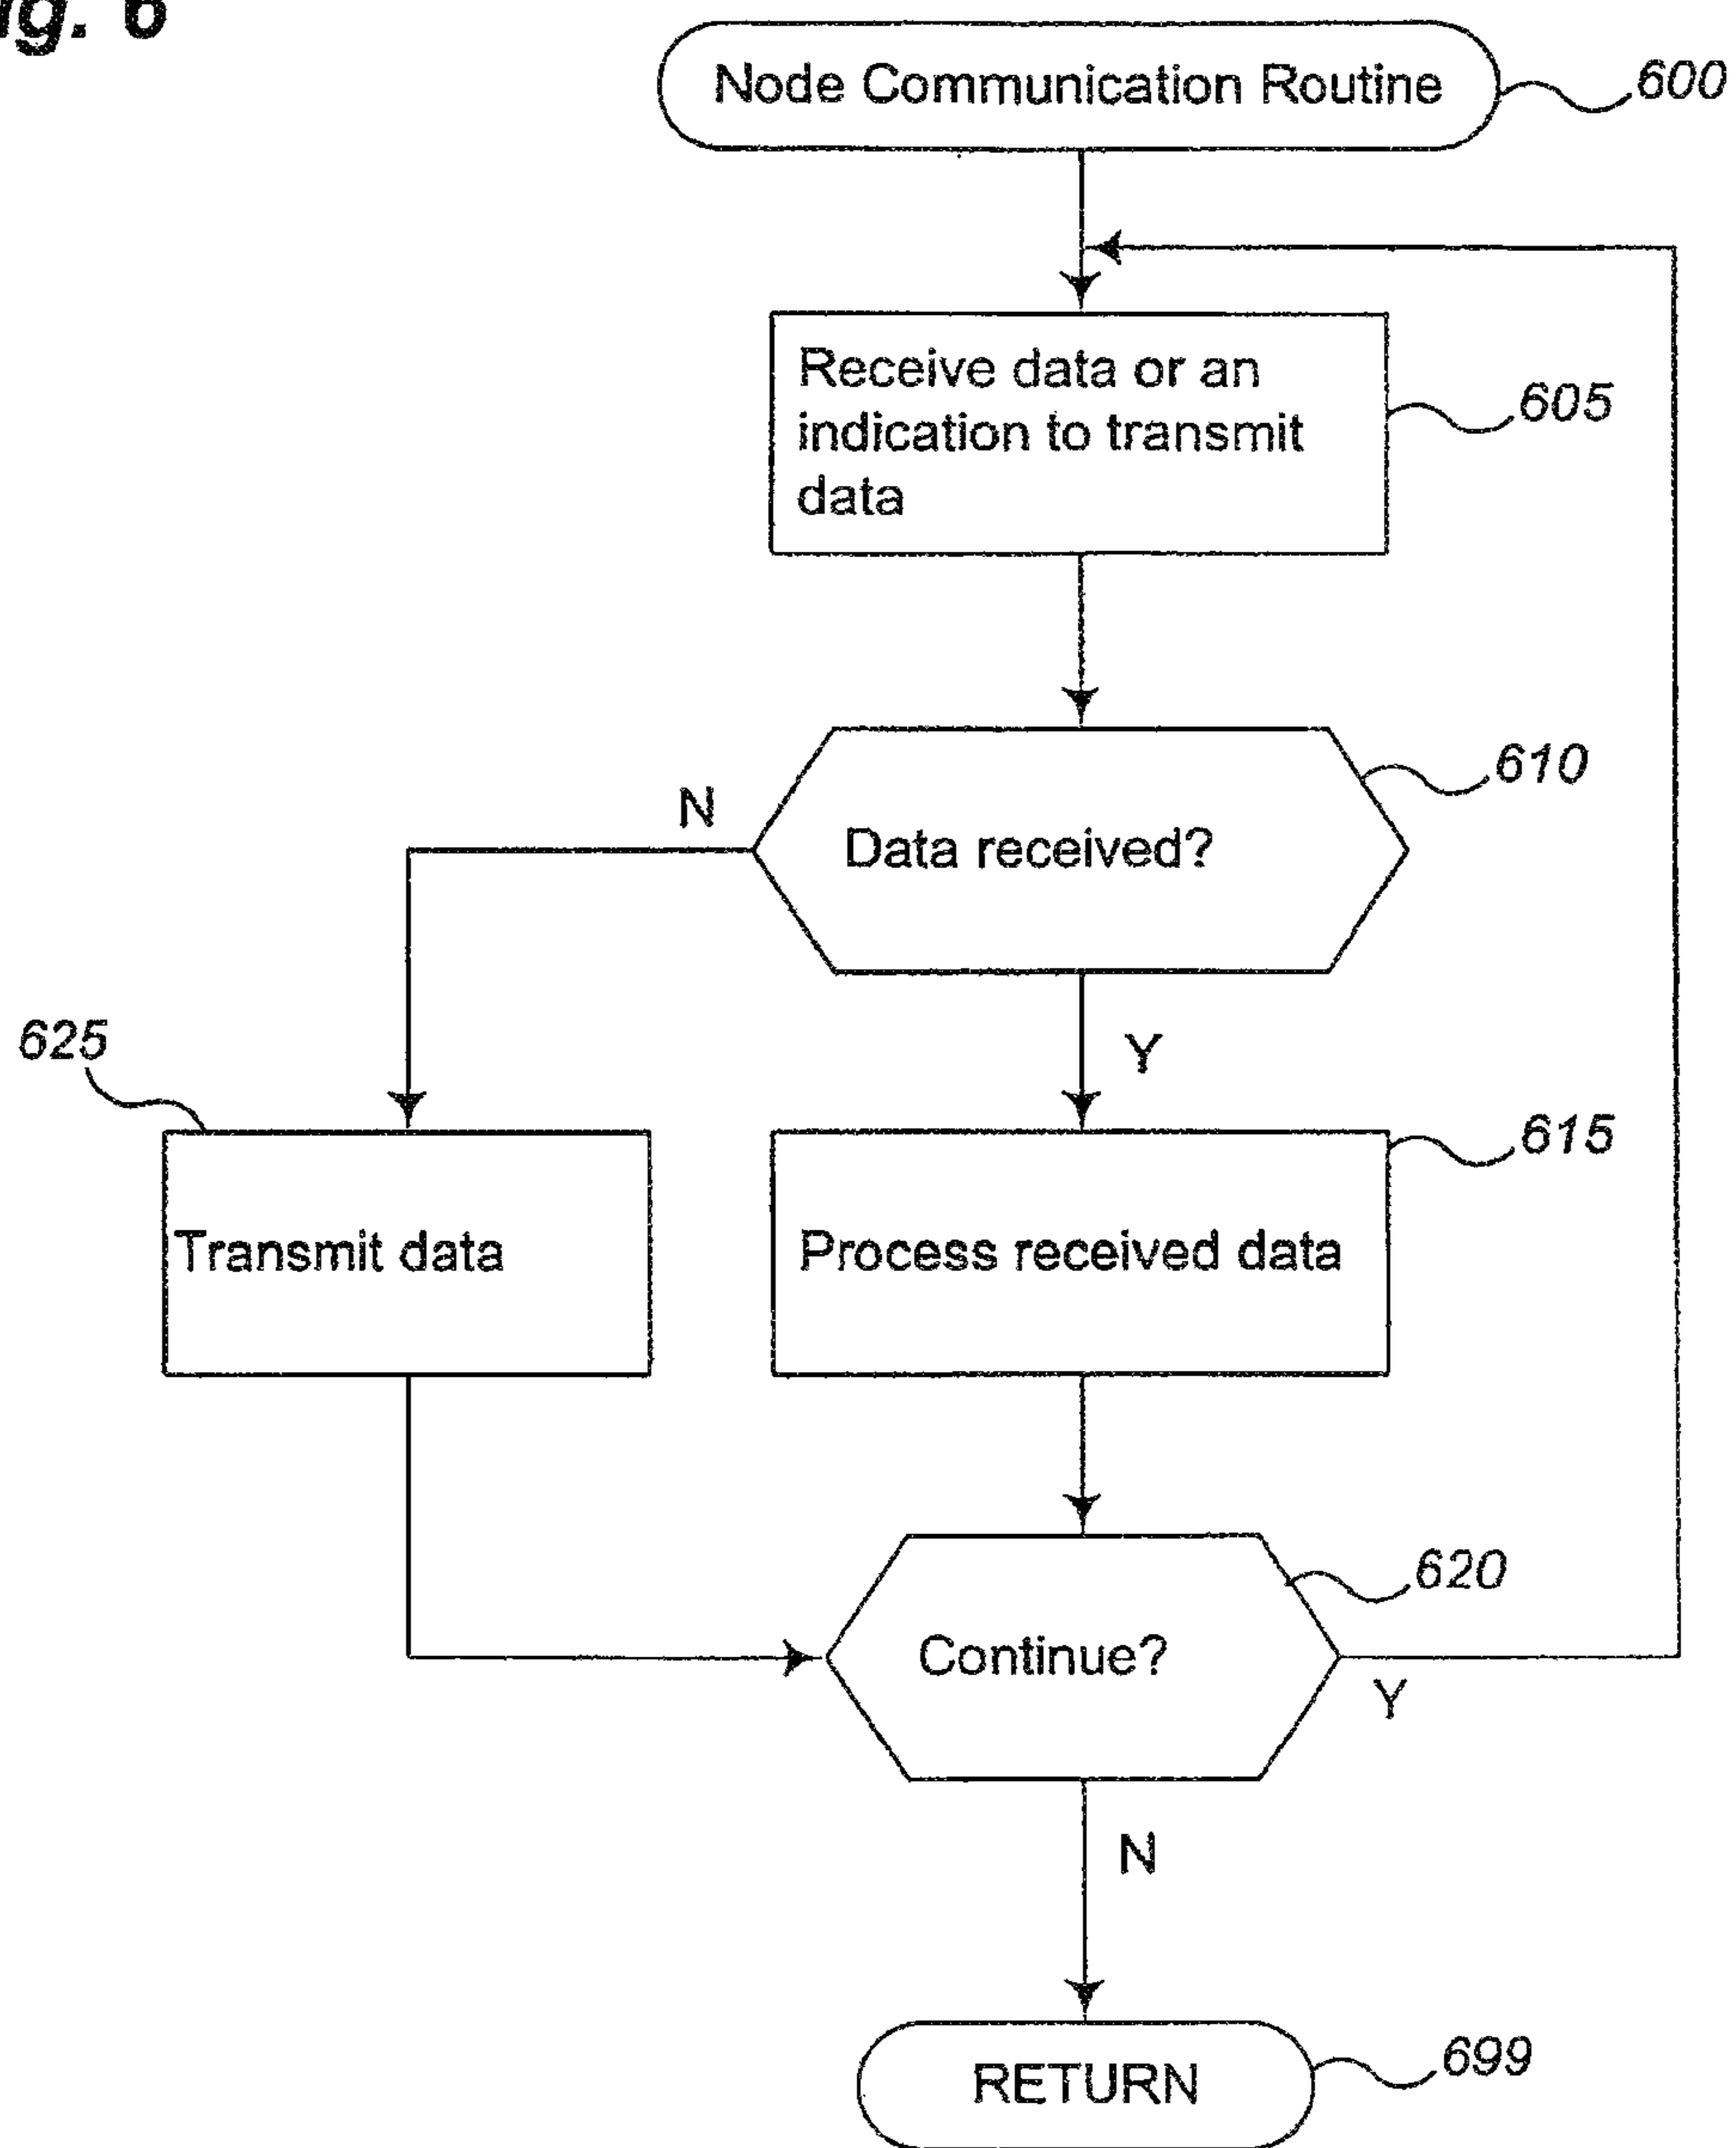 ig. 6
Node Communication Routine
600
Receive data or an
indication to transmit
data
605
610
N
Data received?
Y
625
615
Transmit data
Process received data
620
Continue?
Y
N
RETURN
699